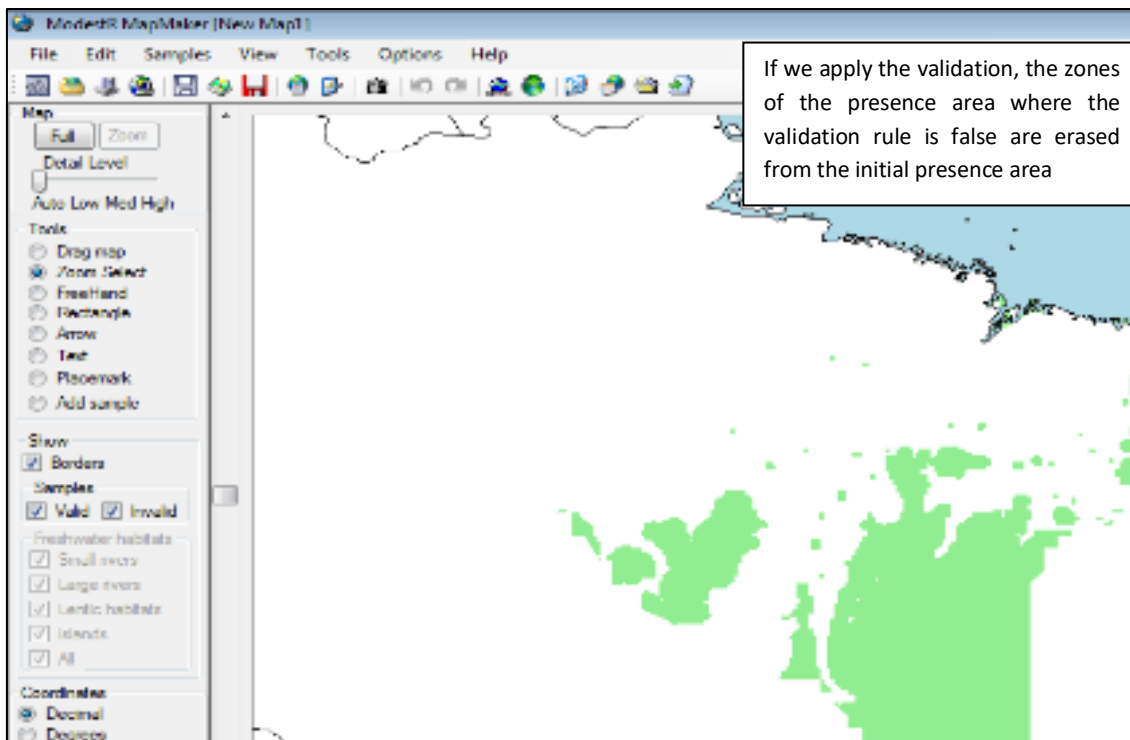 ModestR MapMaker [New Map1]
File Edit Samples View Tools Options Help
If we apply the validation, the zones
of the presence area where the
validation rule is false are erased
from the initial presence area
Map
Full Zoom
Detail Level
Auto Low Med High
Tools
Drag map
Zoom Select
FreeHand
Rectangle
Arrow
Text
Placemark
Add sample
Show
Borders
Samples
Valid Invalid
Freshwater habitats
Small rivers
Large rivers
Lentic habitats
Islands
All
Coordinates
Decimal
Degrees